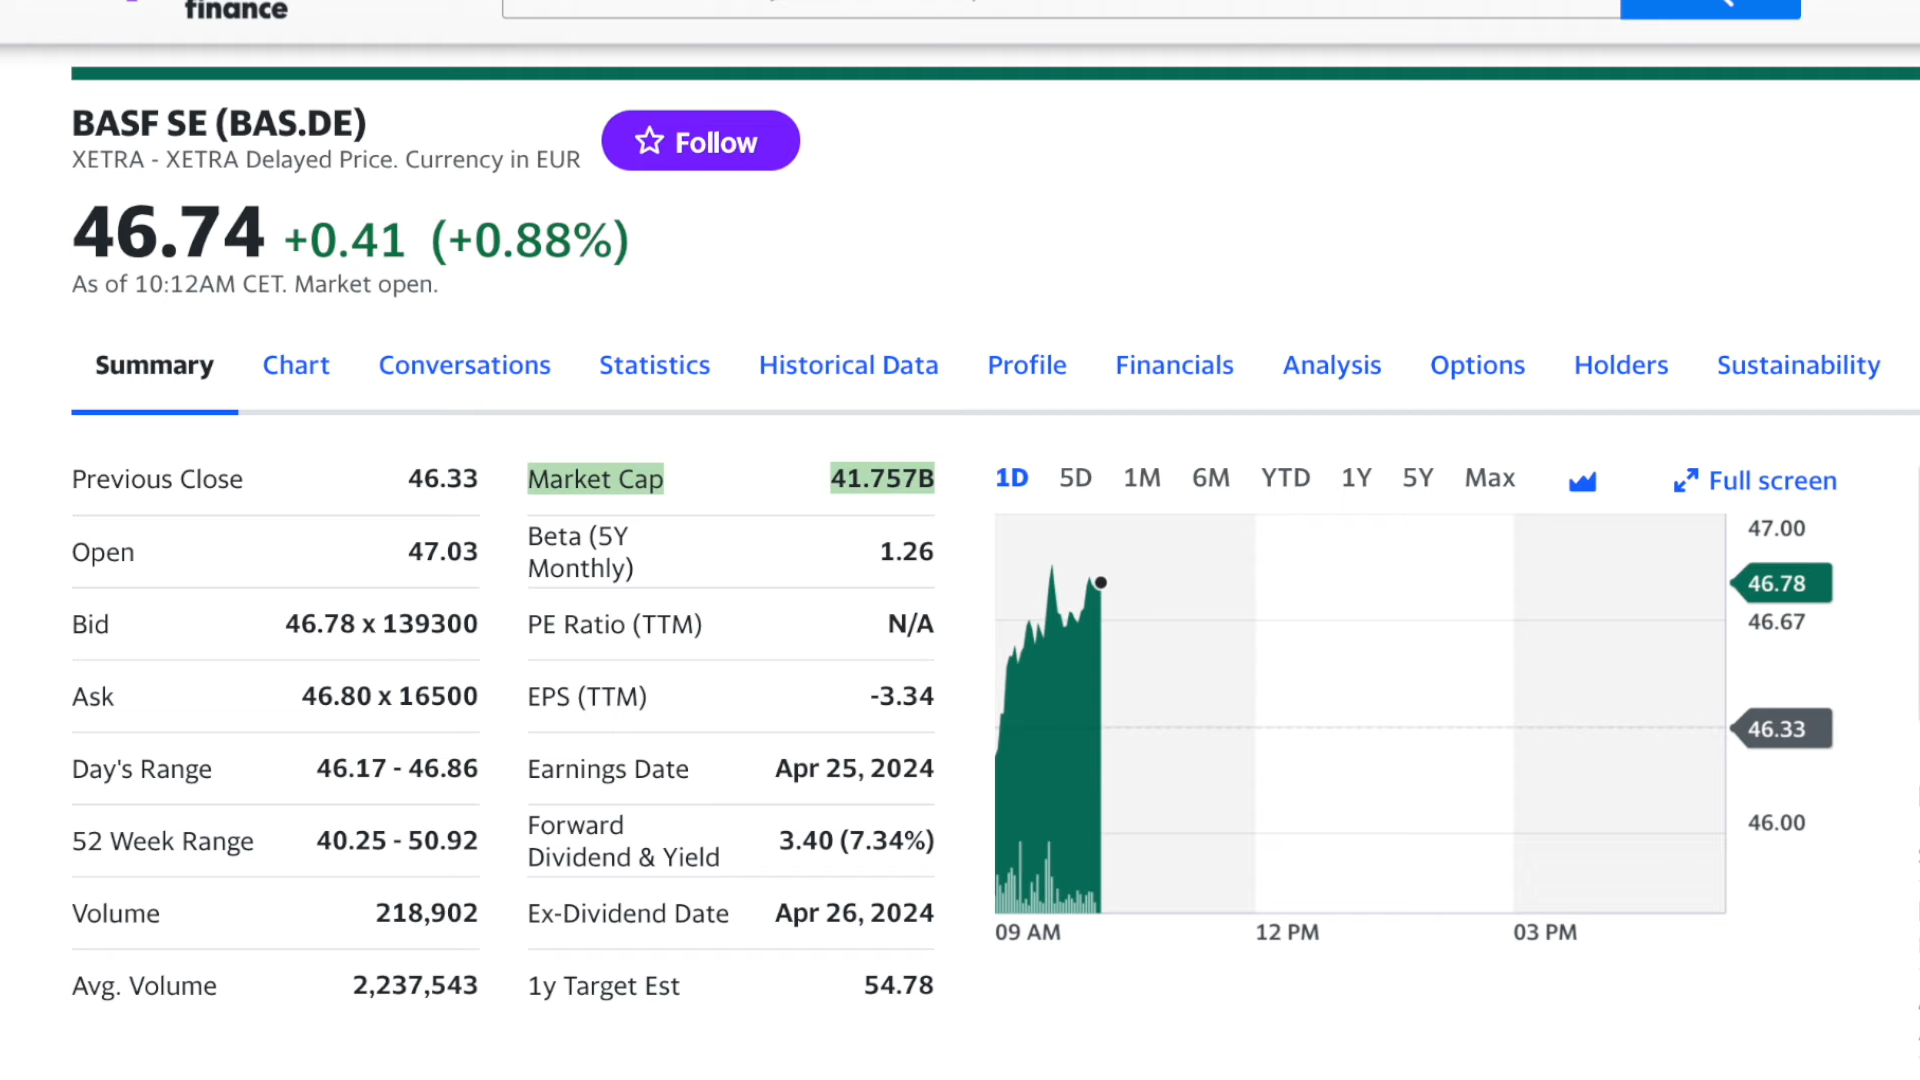 finance
BASF SE (BAS.DE)
XETRA - XETRA Delayed Price. Currency in EUR
Follow
46.74 +0.41 (+0.88%)
As of 10:12AM CET. Market open.
Summary Chart Conversations Statistics Historical Data Profile Financials Analysis Options Holders Sustainability
Previous Close 46.33
Open 47.03
Bid 46.78 x 139300
Ask 46.80 x 16500
Day's Range 46.17 - 46.86
52 Week Range 40.25 - 50.92
Volume 218,902
Avg. Volume 2,237,543
Market Cap 41.757B
Beta (5Y
Monthly) 1.26
PE Ratio (TTM) N/A
EPS (TTM) -3.34
Earnings Date Apr 25, 2024
Forward
Dividend & Yield 3.40 (7.34%)
Ex-Dividend Date Apr 26, 2024
1y Target Est 54.78
1D 5D 1M 6M YTD 1Y 5Y Max Full screen
47.00
46.78
46.67
46.33
46.00
09 AM 12 PM 03 PM